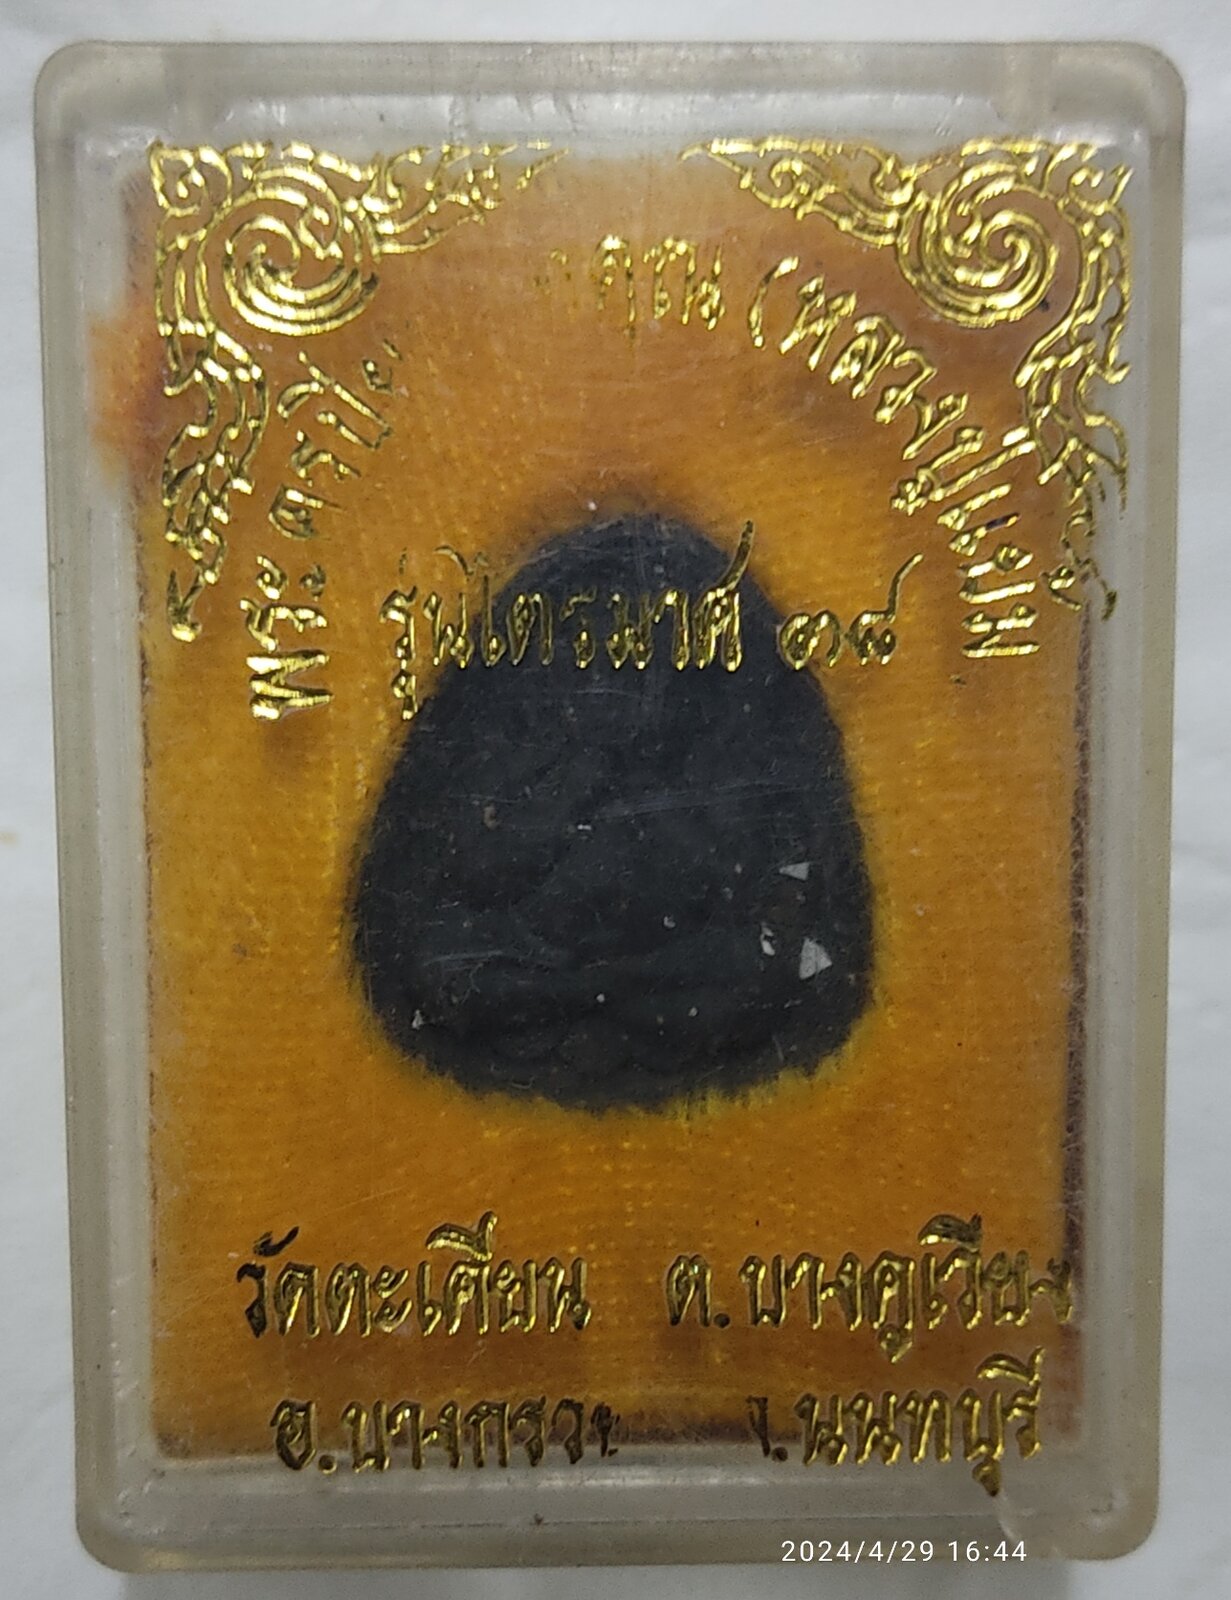 พระครูป คุณ (หลวงปู่แย้ม
รุ่นไตรมาศ ๓๘
วัดตะเคียน ต.บางคูเวียง
อ.บางกรวย จ.นนทบุรี
2024/4/29 16:44